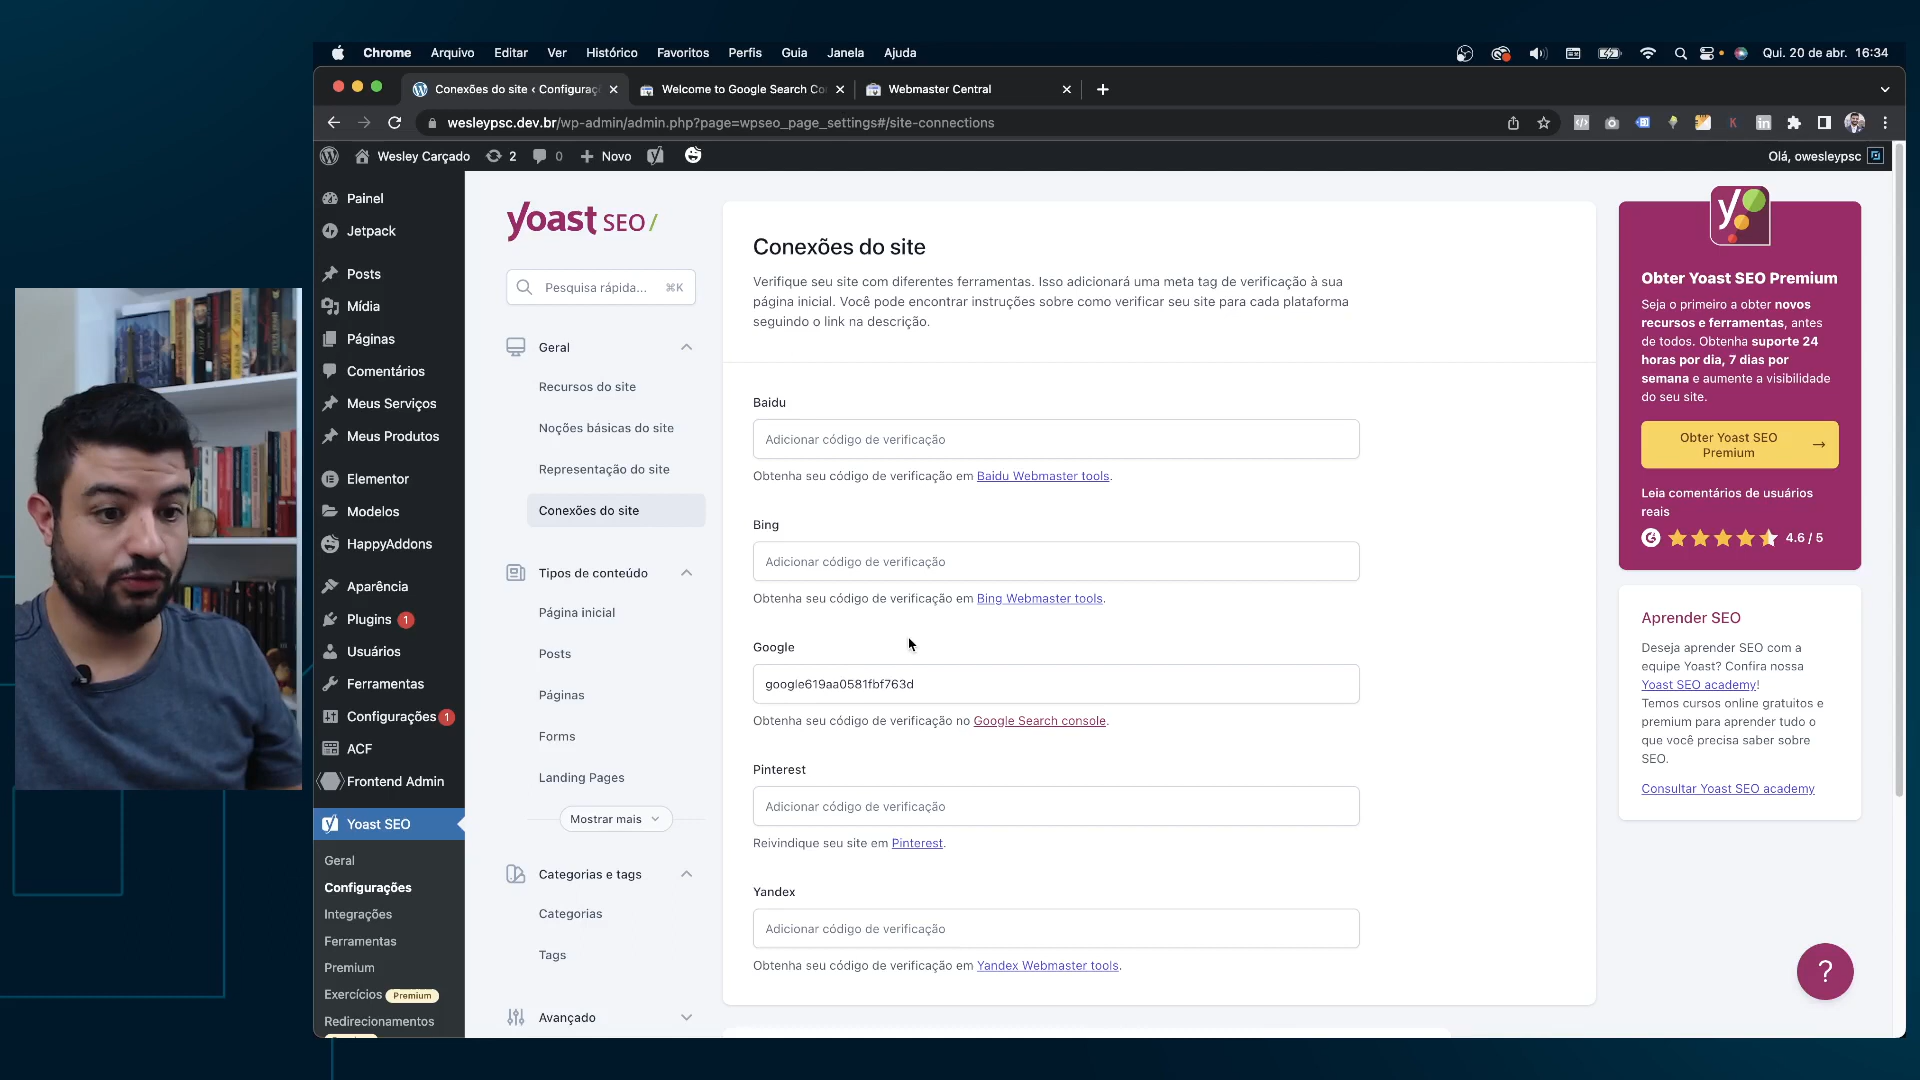 Chrome Arquivo Editar Ver Histórico Favoritos Perfis Guia Janela Ajuda Qui. 20 de abr. 16:34
Conexões do site ‹ Configuraç Welcome to Google Search Co Webmaster Central
wesleypsc.dev.br/wp-admin/admin.php?page=wpseo_page_settings#/site-connections
Wesley Carçado 2 0 Novo Olá, owesleypsc
Painel
Jetpack
Posts
Mídia
Páginas
Comentários
Meus Serviços
Meus Produtos
Elementor
Modelos
HappyAddons
Aparência
Plugins 1
Usuários
Ferramentas
Configurações 1
ACF
Frontend Admin
Yoast SEO
Geral
Configurações
Integrações
Ferramentas
Premium
Exercícios Premium
Redirecionamentos
yoast SEO
Pesquisa rápida... ⌘K
Geral
Recursos do site
Noções básicas do site
Representação do site
Conexões do site
Tipos de conteúdo
Página inicial
Posts
Páginas
Forms
Landing Pages
Mostrar mais
Categorias e tags
Categorias
Tags
Avançado
Conexões do site
Verifique seu site com diferentes ferramentas. Isso adicionará uma meta tag de verificação à sua
página inicial. Você pode encontrar instruções sobre como verificar seu site para cada plataforma
seguindo o link na descrição.
Baidu
Adicionar código de verificação
Obtenha seu código de verificação em Baidu Webmaster tools.
Bing
Adicionar código de verificação
Obtenha seu código de verificação em Bing Webmaster tools.
Google
google619aa0581fbf763d
Obtenha seu código de verificação no Google Search console.
Pinterest
Adicionar código de verificação
Reivindique seu site em Pinterest.
Yandex
Adicionar código de verificação
Obtenha seu código de verificação em Yandex Webmaster tools.
Obter Yoast SEO Premium
Seja o primeiro a obter novos
recursos e ferramentas, antes
de todos. Obtenha suporte 24
horas por dia, 7 dias por
semana e aumente a visibilidade
do seu site.
Obter Yoast SEO
Premium →
Leia comentários de usuários
reais
4.6 / 5
Aprender SEO
Deseja aprender SEO com a
equipe Yoast? Confira nossa
Yoast SEO academy!
Temos cursos online gratuitos e
premium para aprender tudo o
que você precisa saber sobre
SEO.
Consultar Yoast SEO academy
?